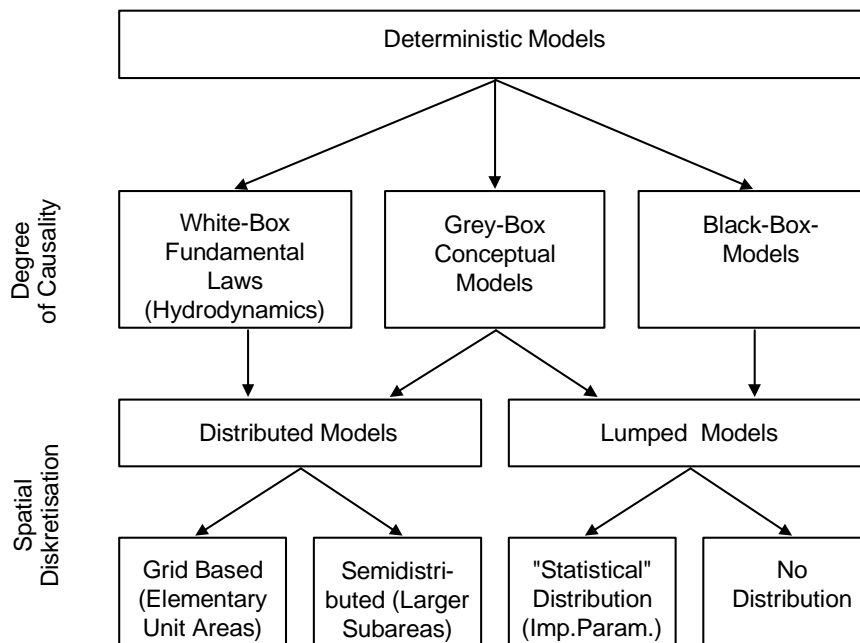 Deterministic Models
Degree
of Causality
White-Box
Fundamental
Laws
(Hydrodynamics)
Grey-Box
Conceptual
Models
Black-Box-
Models
Spatial
Diskretisation
Distributed Models
Lumped Models
Grid Based
(Elementary
Unit Areas)
Semidistri-
buted (Larger
Subareas)
"Statistical"
Distribution
(Imp.Param.)
No
Distribution